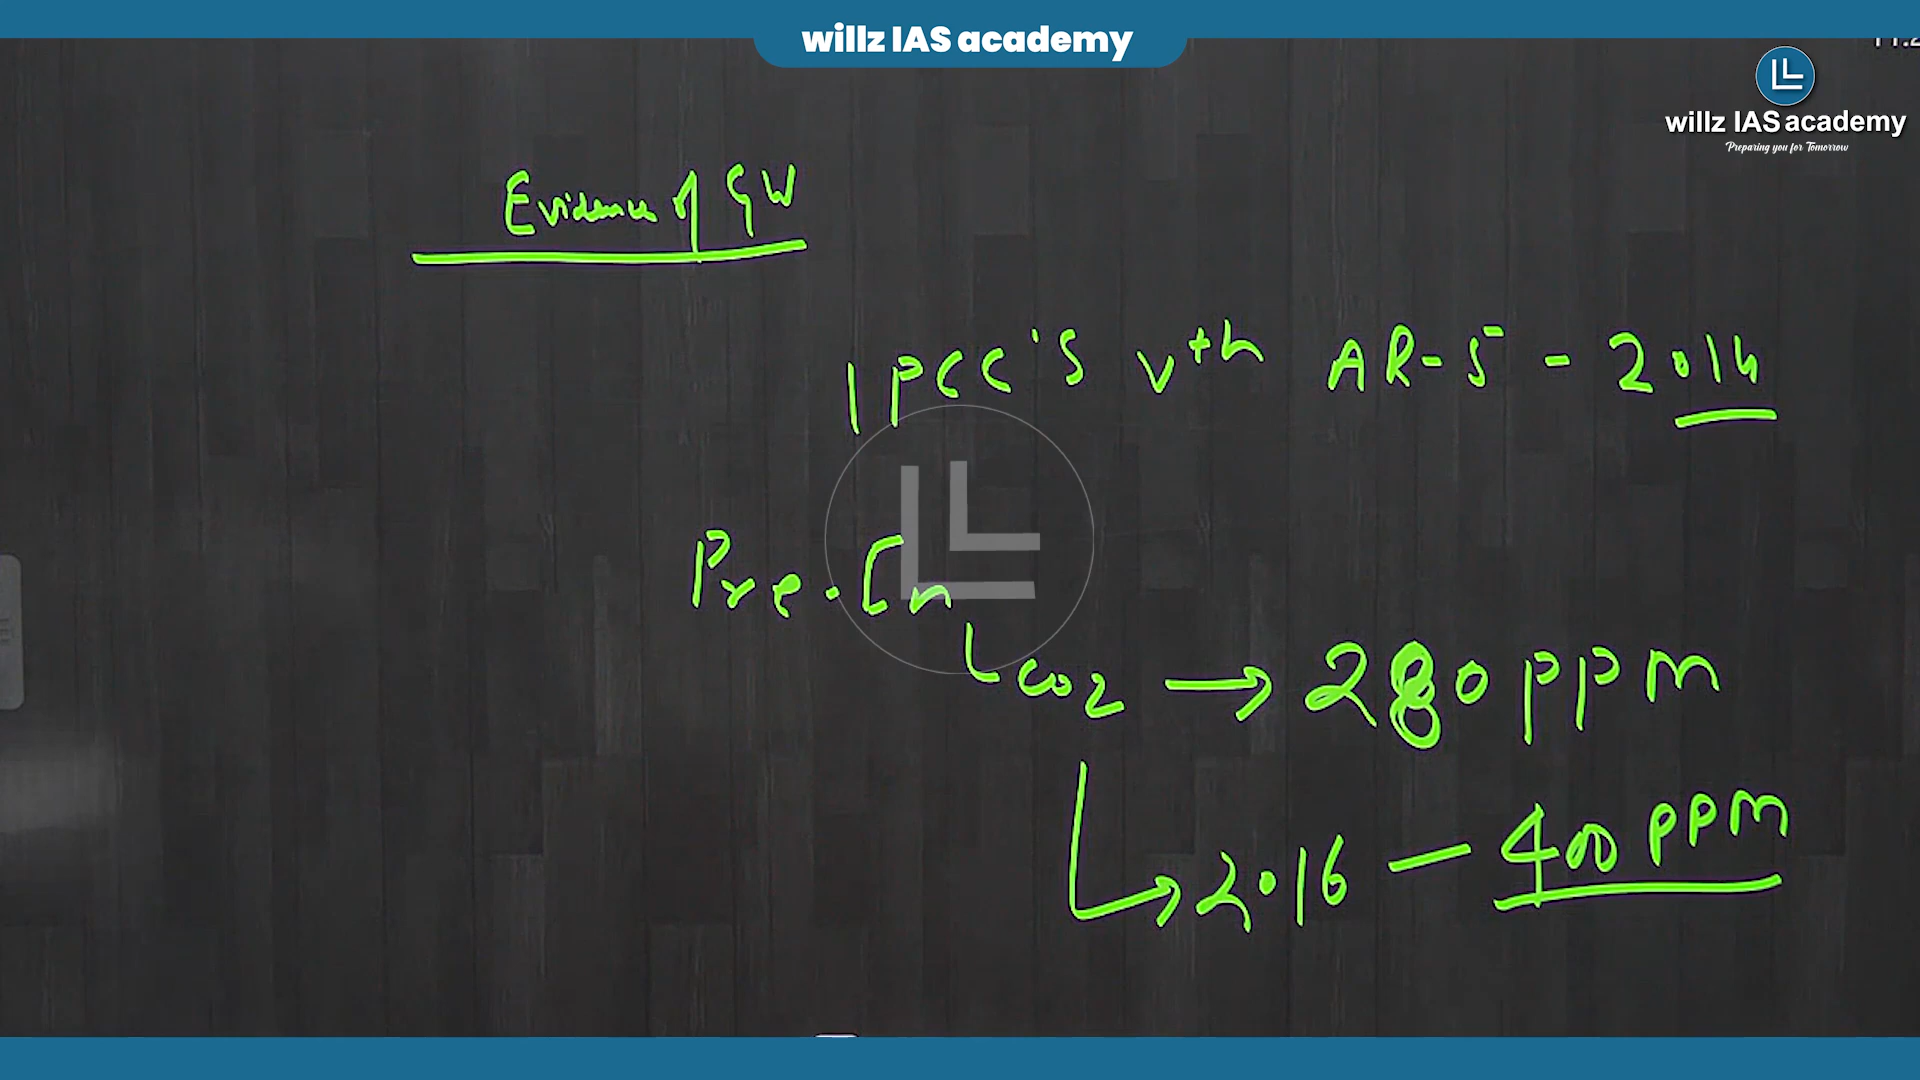 willz IAS academy
willz IAS academy
Preparing you for Tomorrow
Evidence of GW
IPCC'S Vth AR-5 - 2014
Pre-In
CO2 → 280 ppm
2016 — 400 ppm